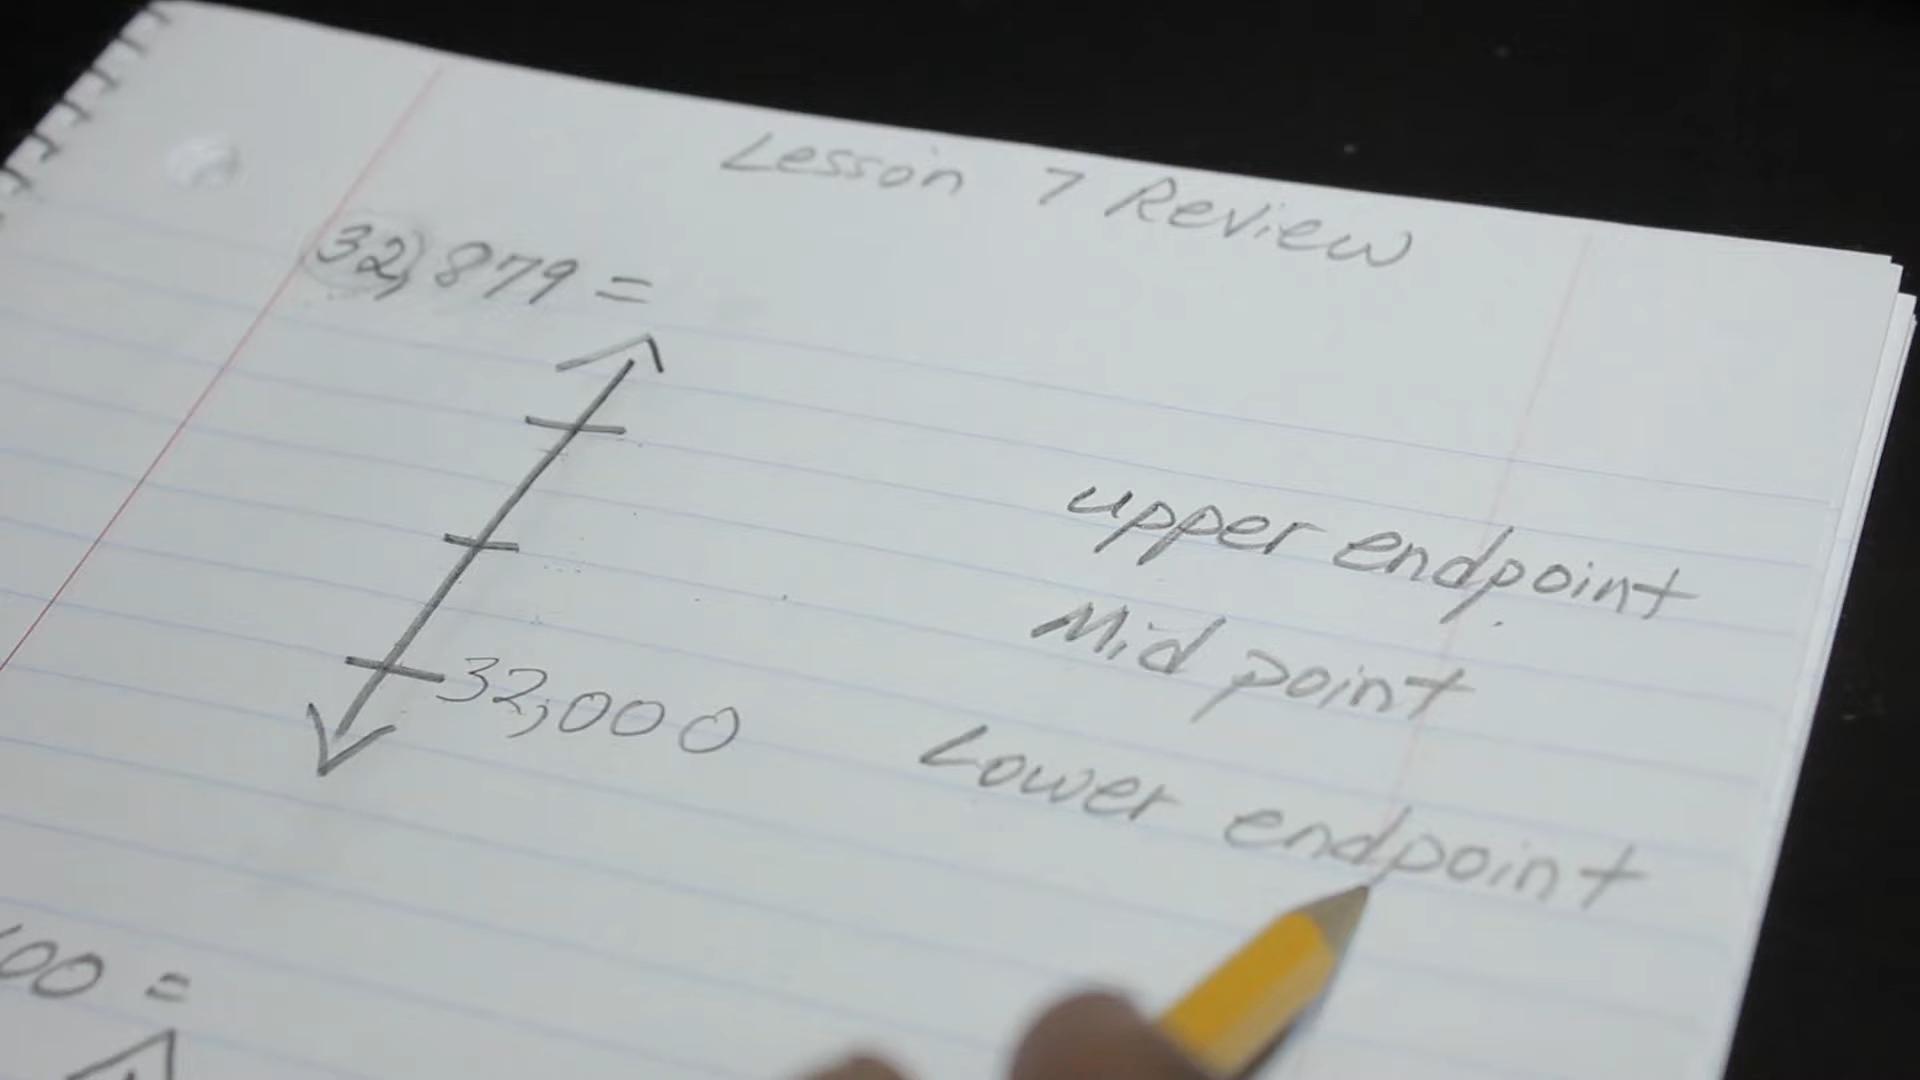 Lesson 7 Review
32,879 =
upper endpoint
Mid point
32,000 Lower endpoint
00 =